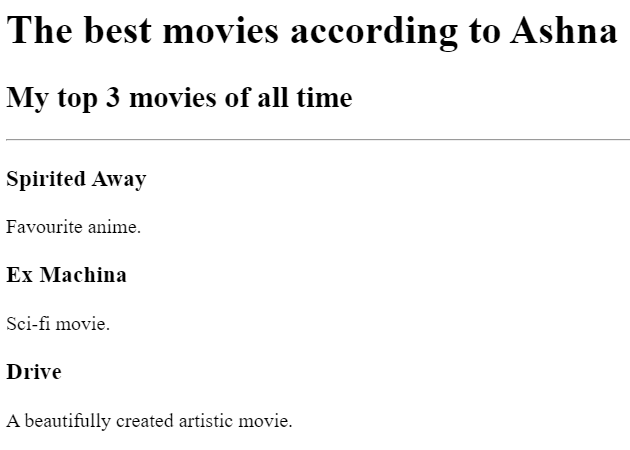 The best movies according to Ashna
My top 3 movies of all time
Spirited Away
Favourite anime.
Ex Machina
Sci-fi movie.
Drive
A beautifully created artistic movie.